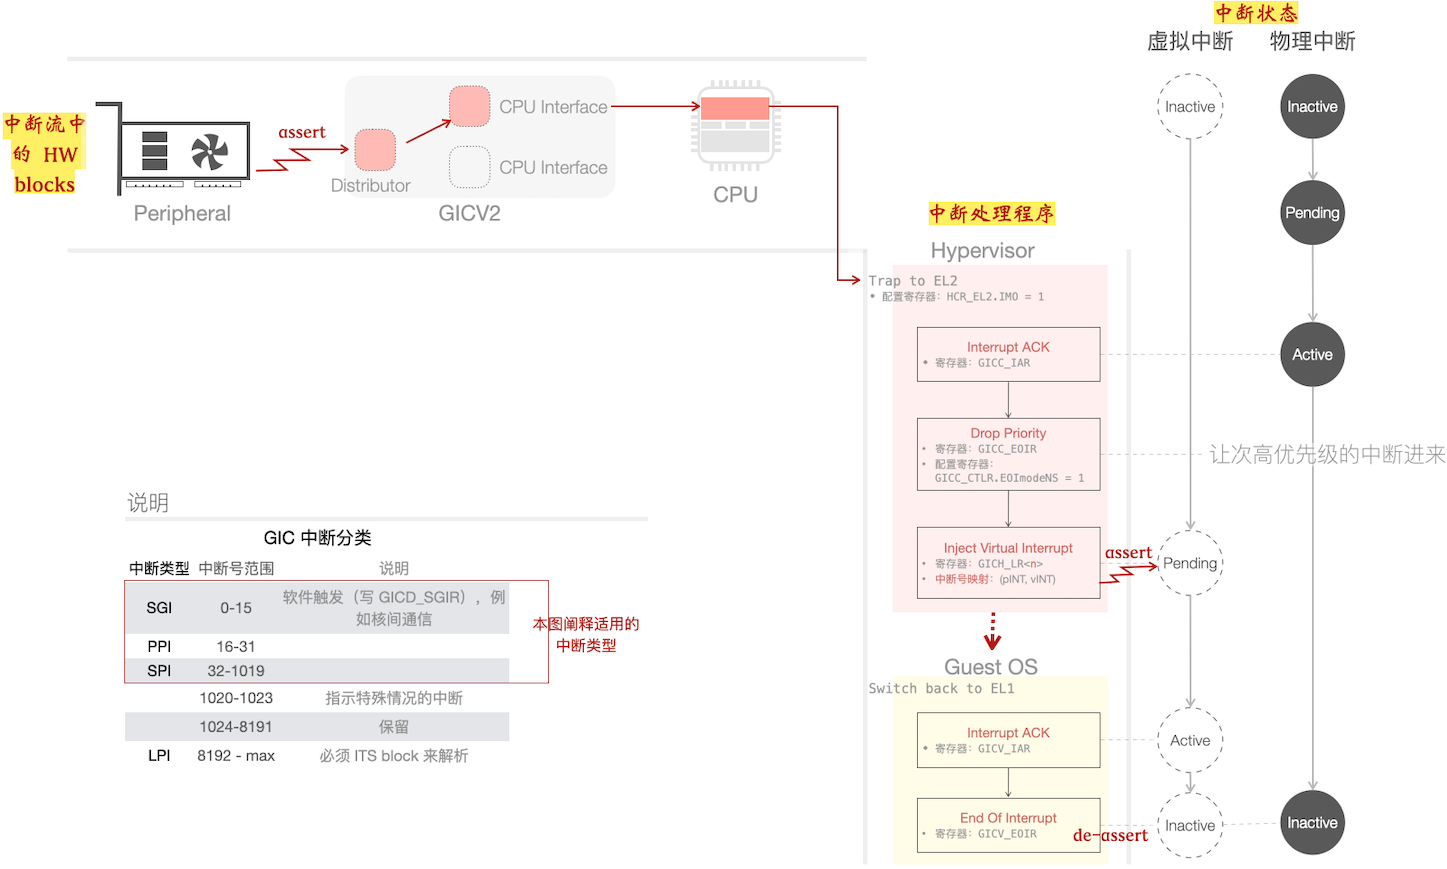 中断状态
虚拟中断 物理中断
中断流中
的 HW
blocks
assert
Distributor
CPU Interface
CPU Interface
Peripheral
GICV2
CPU
Inactive
Inactive
Pending
中断处理程序
Hypervisor
Trap to EL2
• 配置寄存器: HCR_EL2.IMO = 1
Interrupt ACK
• 寄存器: GICC_IAR
Active
Drop Priority
• 寄存器: GICC_EOIR
• 配置寄存器:
GICC_CTLR.EOImodeNS = 1
让次高优先级的中断进来
Inject Virtual Interrupt
• 寄存器: GICH_LR<n>
• 中断号映射: (pINT, vINT)
assert
Pending
Guest OS
Switch back to EL1
Interrupt ACK
• 寄存器: GICV_IAR
Active
End Of Interrupt
• 寄存器: GICV_EOIR
de-assert
Inactive
Inactive
说明
GIC 中断分类
中断类型 中断号范围 说明
SGI 0-15 软件触发（写 GICD_SGIR），例
如核间通信
PPI 16-31
SPI 32-1019
本图阐释适用的
中断类型
1020-1023 指示特殊情况的中断
1024-8191 保留
LPI 8192 - max 必须 ITS block 来解析